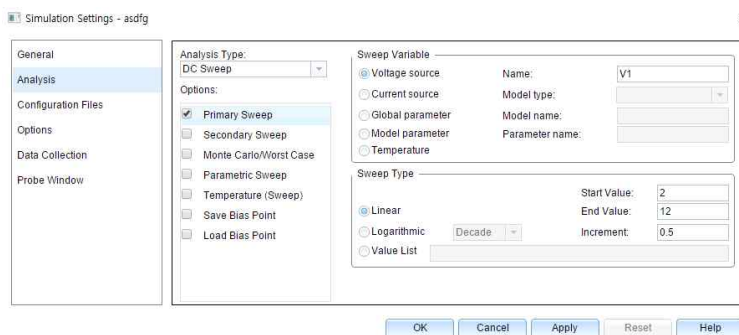 Simulation Settings - asdfg
General
Analysis
Configuration Files
Options
Data Collection
Probe Window
Analysis Type:
DC Sweep
Options:
Primary Sweep
Secondary Sweep
Monte Carlo/Worst Case
Parametric Sweep
Temperature (Sweep)
Save Bias Point
Load Bias Point
Sweep Variable
Voltage source
Name: V1
Current source
Model type:
Global parameter
Model name:
Model parameter
Parameter name:
Temperature
Sweep Type
Start Value: 2
Linear
End Value: 12
Logarithmic Decade
Increment: 0.5
Value List
OK Cancel Apply Reset Help